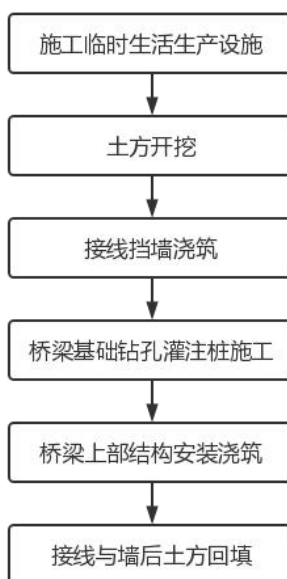 施工临时生活生产设施
土方开挖
接线挡墙浇筑
桥梁基础钻孔灌注桩施工
桥梁上部结构安装浇筑
接线与墙后土方回填